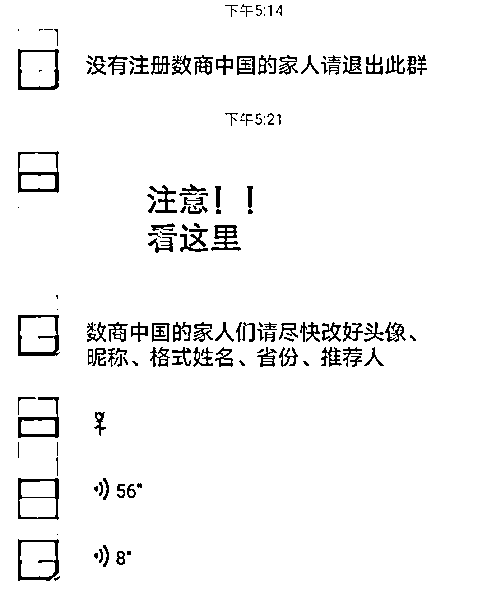 下午5:14
没有注册数商中国的家人请退出此群
下午5:21
注意！！
看这里
数商中国的家人们请尽快改好头像、
昵称、格式姓名、省份、推荐人
56"
8"